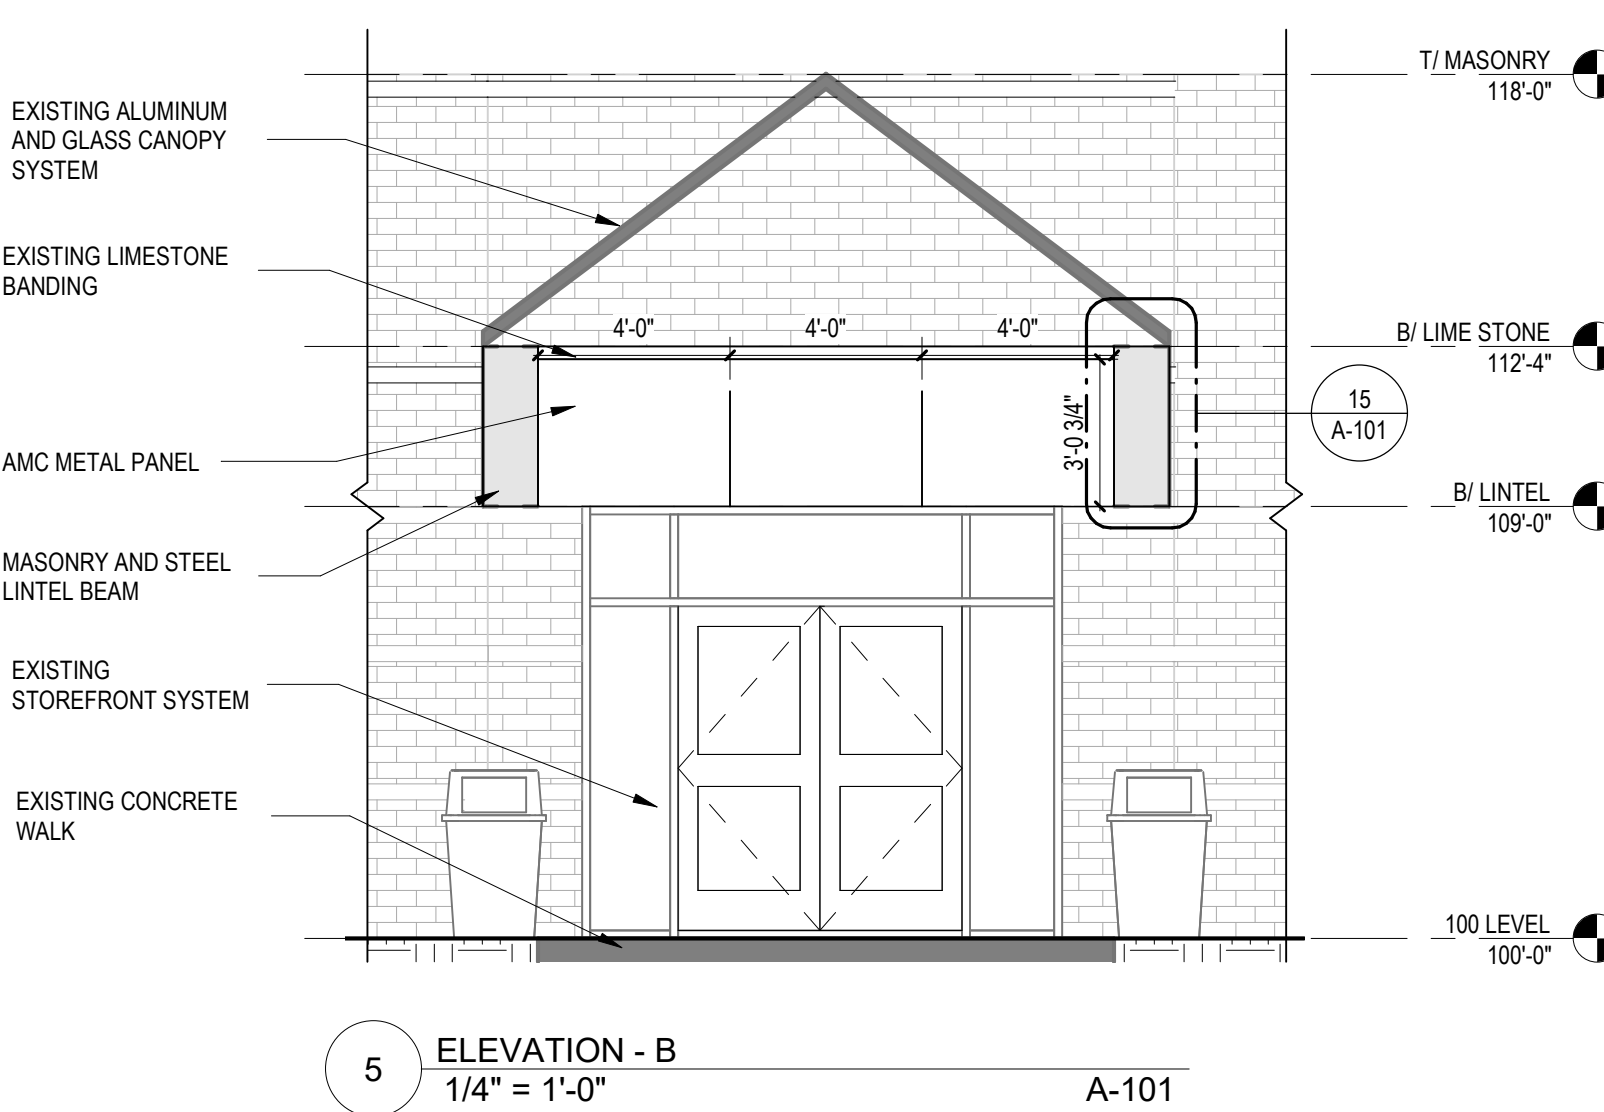 T/ MASONRY
118'-0"
EXISTING ALUMINUM
AND GLASS CANOPY
SYSTEM
EXISTING LIMESTONE
BANDING
4'-0"
4'-0"
4'-0"
B/ LIME STONE
112'-4"
15
A-101
3'-0 3/4"
AMC METAL PANEL
B/ LINTEL
109'-0"
MASONRY AND STEEL
LINTEL BEAM
EXISTING
STOREFRONT SYSTEM
EXISTING CONCRETE
WALK
100 LEVEL
100'-0"
5
ELEVATION - B
1/4" = 1'-0"
A-101